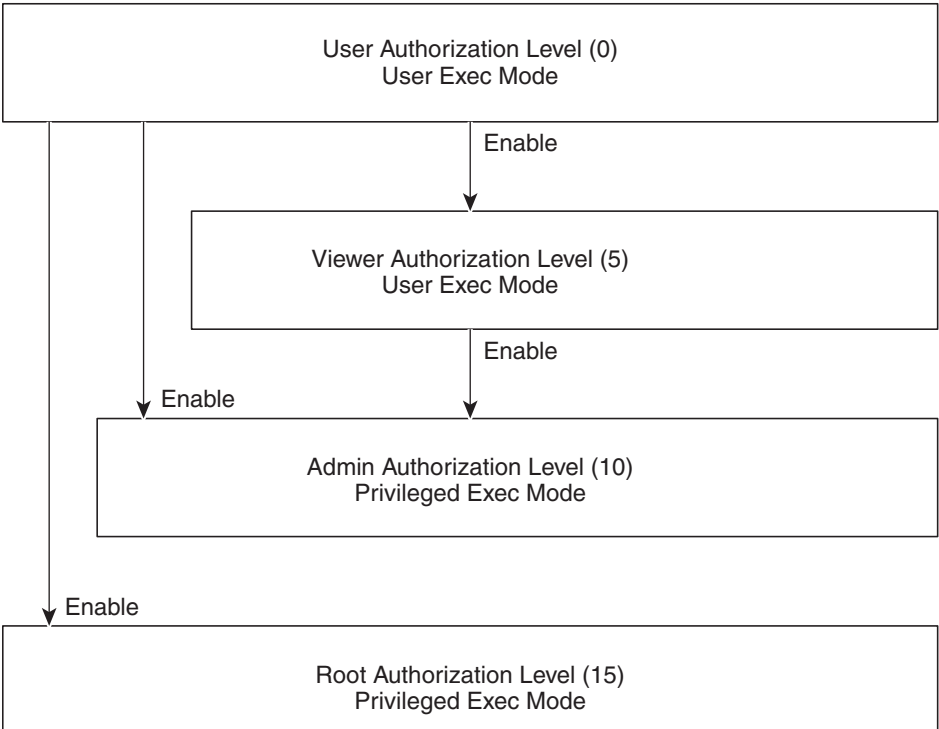 User Authorization Level (0)
User Exec Mode
Enable
Viewer Authorization Level (5)
User Exec Mode
Enable
Enable
Admin Authorization Level (10)
Privileged Exec Mode
Enable
Root Authorization Level (15)
Privileged Exec Mode